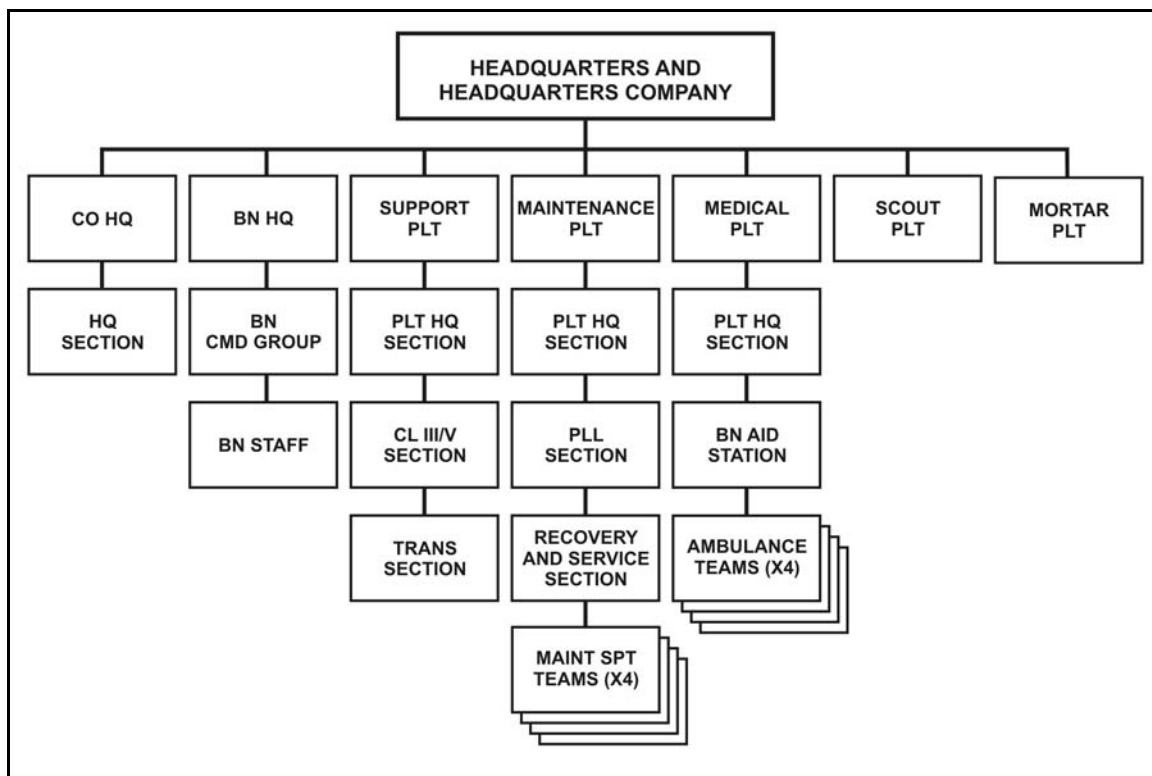 HEADQUARTERS AND
HEADQUARTERS COMPANY
CO HQ
BN HQ
SUPPORT
PLT
MAINTENANCE
PLT
MEDICAL
PLT
SCOUT
PLT
MORTAR
PLT
HQ
SECTION
BN
CMD GROUP
PLT HQ
SECTION
PLT HQ
SECTION
PLT HQ
SECTION
BN STAFF
CL III/V
SECTION
PLL
SECTION
BN AID
STATION
TRANS
SECTION
RECOVERY
AND SERVICE
SECTION
AMBULANCE
TEAMS (X4)
MAINT SPT
TEAMS (X4)